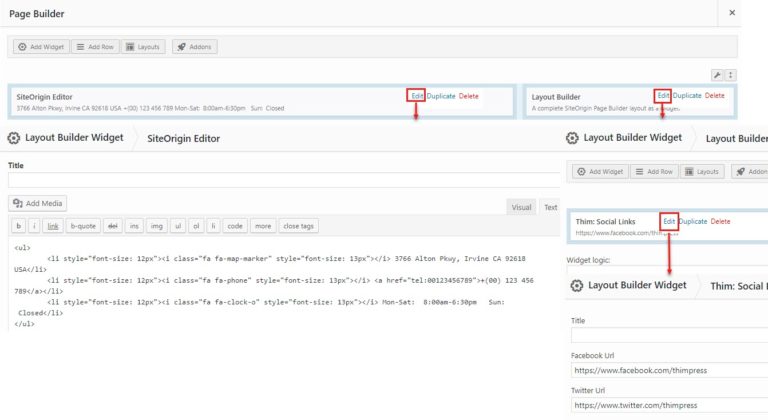 Page Builder
×
Add Widget Add Row Layouts Addons
SiteOrigin Editor Edit Duplicate Delete
3766 Alton Pkwy, Irvine CA 92618 USA +(00) 123 456 789 Mon-Sat: 8:00am-6:30pm Sun: Closed
Layout Builder Edit Duplicate Delete
A complete SiteOrigin Page Builder layout as a widget.
Layout Builder Widget SiteOrigin Editor
Title
Add Media
Visual Text
b i link b-quote del ins img ul ol li code more close tags
<ul>
<li style="font-size: 12px"><i class="fa fa-map-marker" style="font-size: 13px"></i> 3766 Alton Pkwy, Irvine CA 92618
USA</li>
<li style="font-size: 12px"><i class="fa fa-phone" style="font-size: 13px"></i> <a href="tel:00123456789">+(00) 123 456
789</a></li>
<li style="font-size: 12px"><i class="fa fa-clock-o" style="font-size: 13px"></i> Mon-Sat: 8:00am-6:30pm Sun:
Closed</li>
</ul>
Layout Builder Widget Layout Build
Add Widget Add Row Layouts Addon
Thim: Social Links Edit Duplicate Delete
https://www.facebook.com/thimpress
Widget logic:
Layout Builder Widget Thim: Social L
Title
Facebook Url
https://www.facebook.com/thimpress
Twitter Url
https://www.twitter.com/thimpress